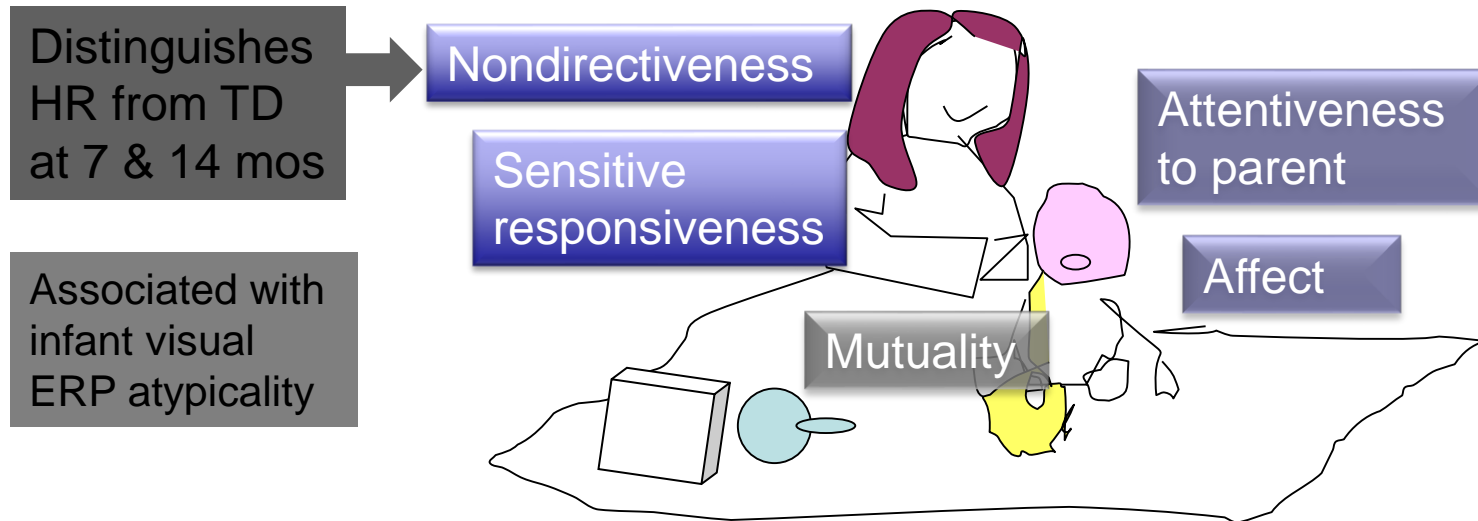 Distinguishes
HR from TD
at 7 & 14 mos
Nondirectiveness
Sensitive
responsiveness
Attentiveness
to parent
Affect
Mutuality
Associated with
infant visual
ERP atypicality